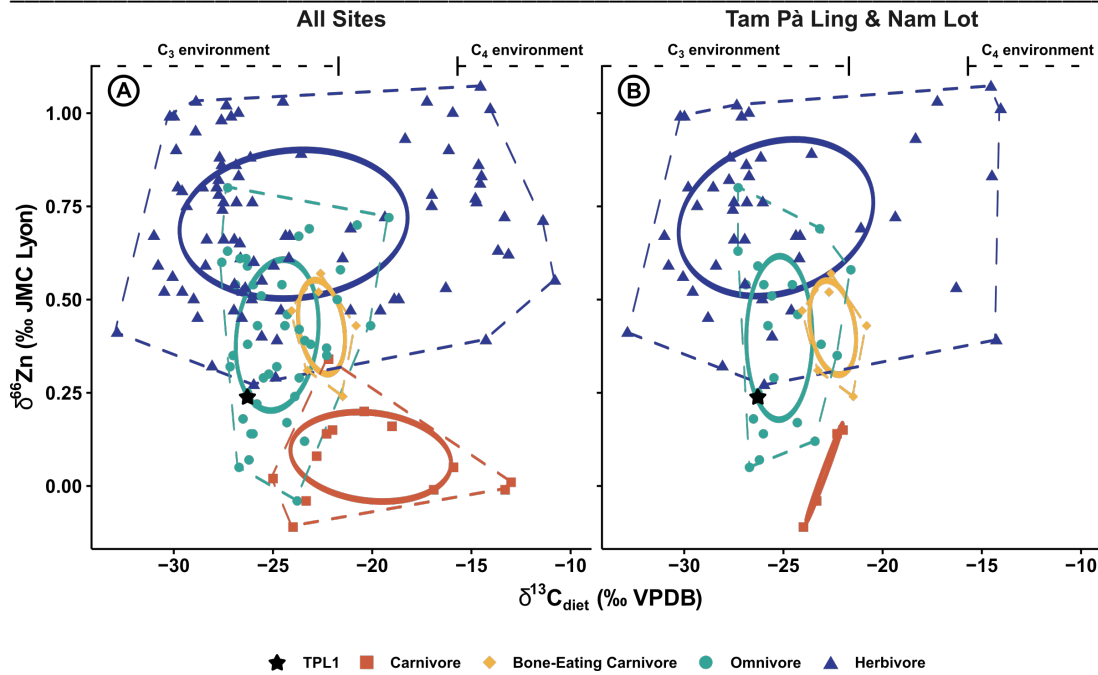 All Sites
Tam Pà Ling & Nam Lot
C3 environment
C4 environment
C3 environment
C4 environment
A
B
1.00
0.75
0.50
0.25
0.00
δ66Zn (‰ JMC Lyon)
−30 −25 −20 −15 −10
−30 −25 −20 −15 −10
δ13Cdiet (‰ VPDB)
TPL1 Carnivore Bone-Eating Carnivore Omnivore Herbivore